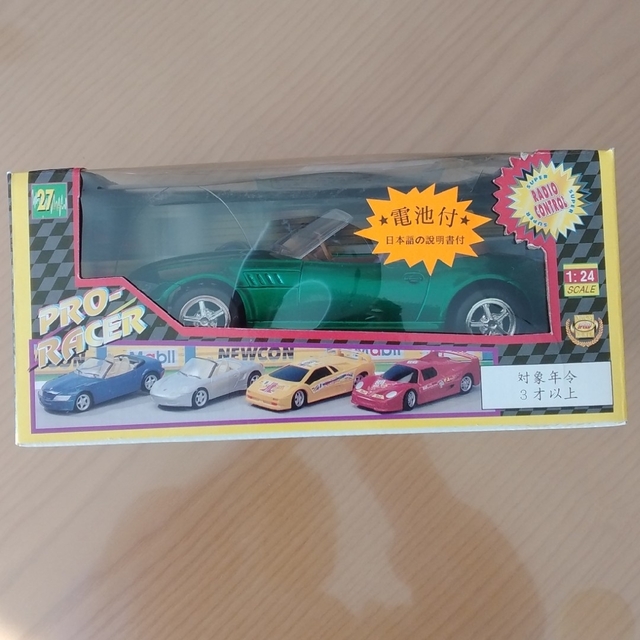 27
電池付
日本語の説明書付
SUPER
RADIO
CONTROL
SUPER
1:24
SCALE
PRO-
RACER
Mobil
NEWCON
対象年令
3才以上